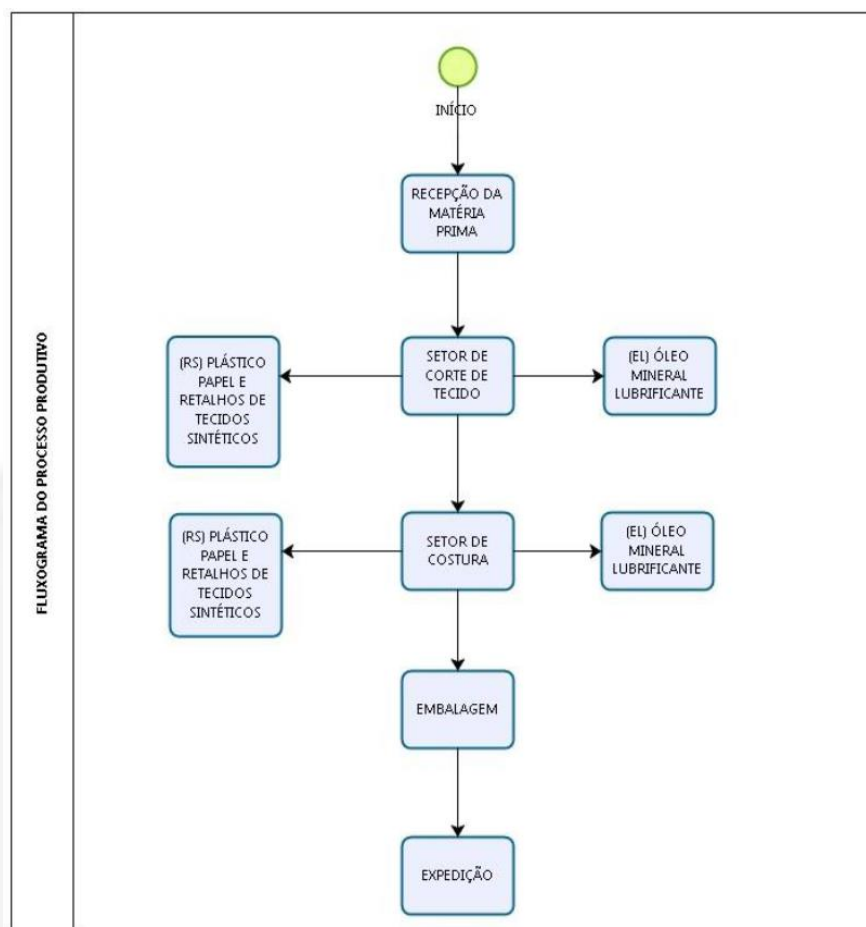 FLUXOGRAMA DO PROCESSO PRODUTIVO
INÍCIO
RECEPÇÃO DA
MATÉRIA
PRIMA
(RS) PLÁSTICO
PAPEL E
RETALHOS DE
TECIDOS
SINTÉTICOS
SETOR DE
CORTE DE
TECIDO
(EL) ÓLEO
MINERAL
LUBRIFICANTE
(RS) PLÁSTICO
PAPEL E
RETALHOS DE
TECIDOS
SINTÉTICOS
SETOR DE
COSTURA
(EL) ÓLEO
MINERAL
LUBRIFICANTE
EMBALAGEM
EXPEDIÇÃO